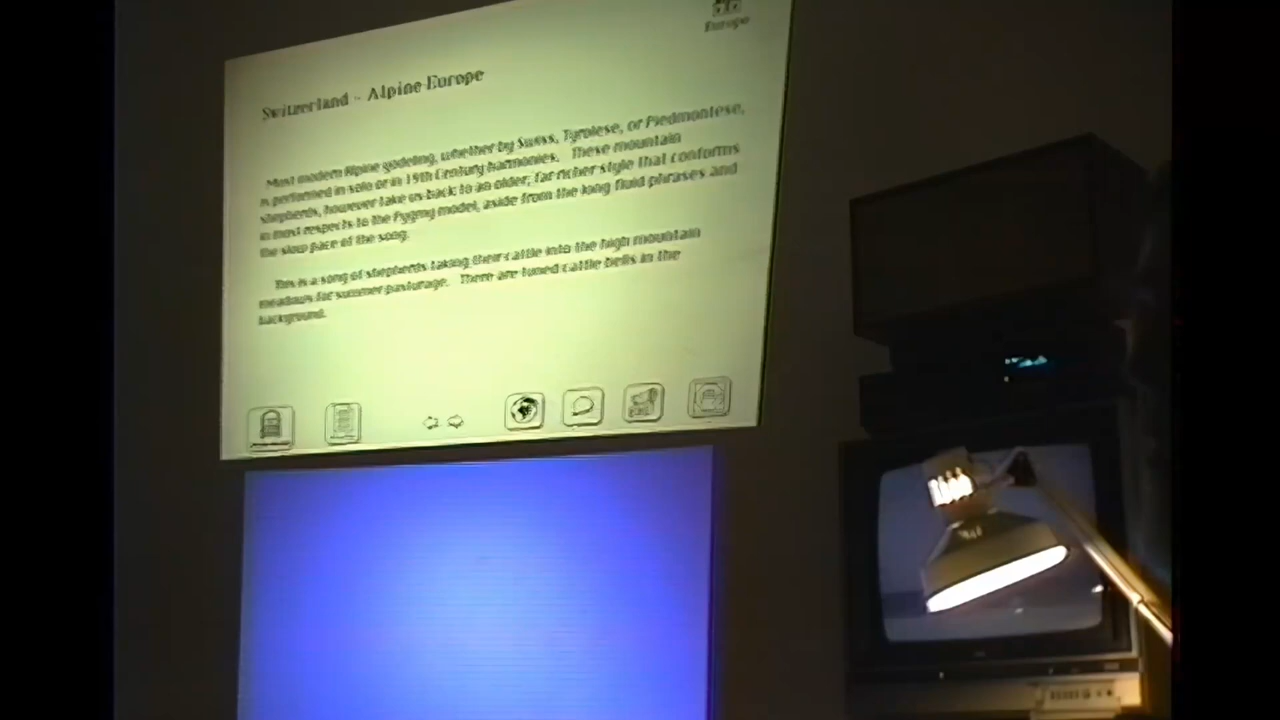 Europe
Switzerland - Alpine Europe
Most modern Alpine yodeling, whether by Swiss, Tyrolese, or Piedmontese,
is performed in solo or in 19th Century harmonies. These mountain
shepherds, however take us back to an older, far richer style that conforms
in most respects to the Pygmy model, aside from the long fluid phrases and
the slow pace of the song.
This is a song of shepherds taking their cattle into the high mountain
meadows for summer pasturage. There are tuned cattle bells in the
background.